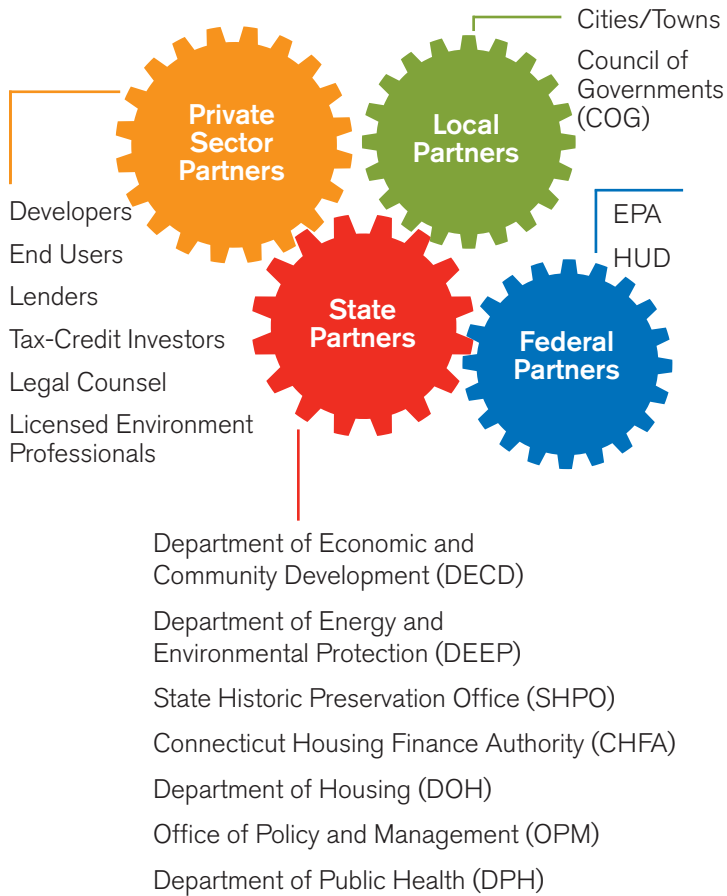 Private
Sector
Partners
Developers
End Users
Lenders
Tax-Credit Investors
Legal Counsel
Licensed Environment
Professionals
Local
Partners
Cities/Towns
Council of
Governments
(COG)
State
Partners
Department of Economic and
Community Development (DECD)
Department of Energy and
Environmental Protection (DEEP)
State Historic Preservation Office (SHPO)
Connecticut Housing Finance Authority (CHFA)
Department of Housing (DOH)
Office of Policy and Management (OPM)
Department of Public Health (DPH)
Federal
Partners
EPA
HUD